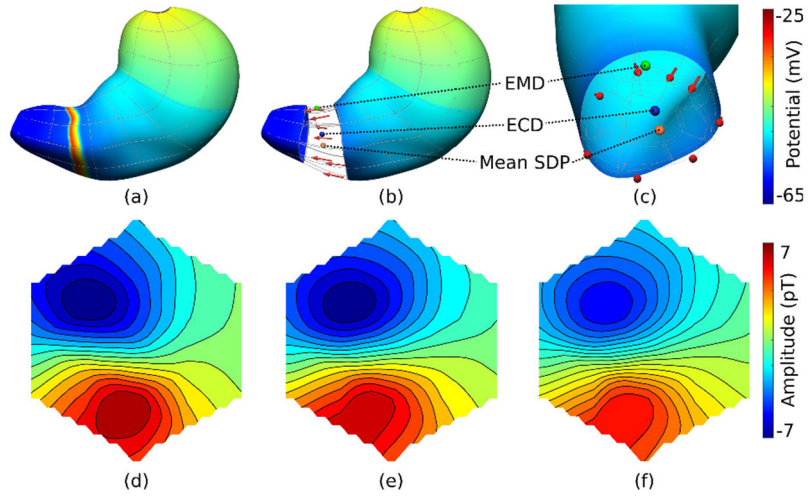 -25
Potential (mV)
-65
EMD
ECD
Mean SDP
(a)
(b)
(c)
7
Amplitude (pT)
-7
(d)
(e)
(f)